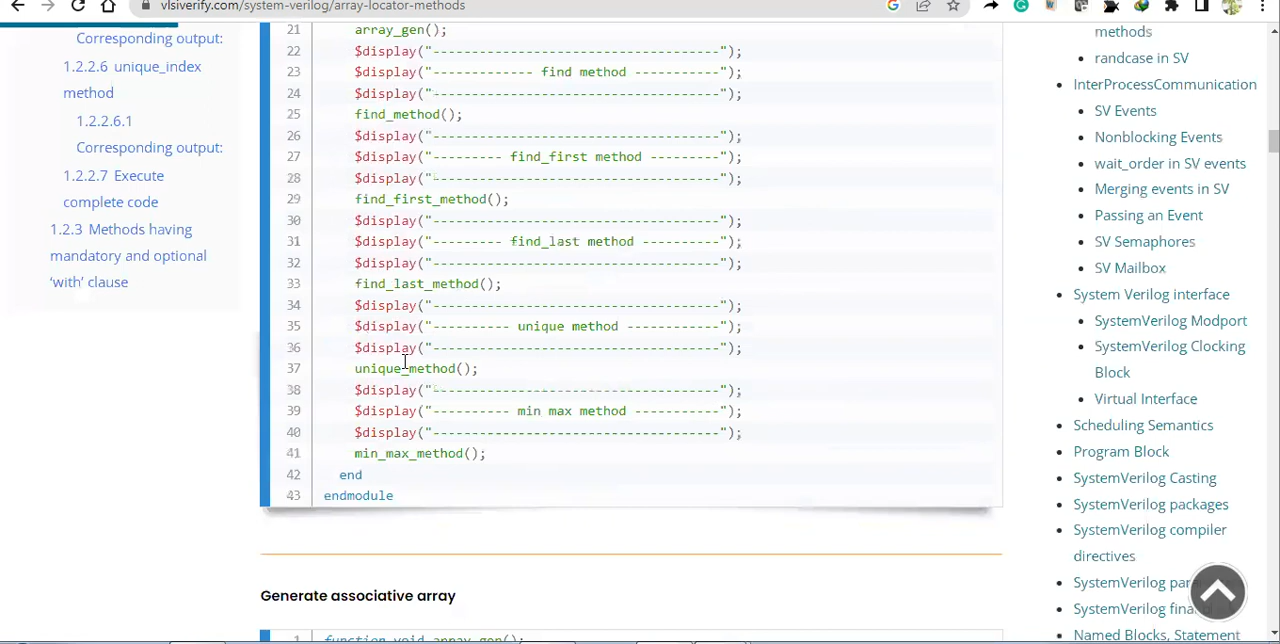 vlsiverify.com/system-verilog/array-locator-methods
Corresponding output:
1.2.2.6 unique_index
method
1.2.2.6.1
Corresponding output:
1.2.2.7 Execute
complete code
1.2.3 Methods having
mandatory and optional
‘with’ clause
21 array_gen();
22 $display("-------------------------------------");
23 $display("------------- find method -----------");
24 $display("-------------------------------------");
25 find_method();
26 $display("-------------------------------------");
27 $display("--------- find_first method ---------");
28 $display("-------------------------------------");
29 find_first_method();
30 $display("-------------------------------------");
31 $display("--------- find_last method ----------");
32 $display("-------------------------------------");
33 find_last_method();
34 $display("-------------------------------------");
35 $display("---------- unique method ------------");
36 $display("-------------------------------------");
37 unique_method();
38 $display("-------------------------------------");
39 $display("---------- min max method -----------");
40 $display("-------------------------------------");
41 min_max_method();
42 end
43 endmodule
Generate associative array
1 function void array_gen();
methods
randcase in SV
InterProcessCommunication
SV Events
Nonblocking Events
wait_order in SV events
Merging events in SV
Passing an Event
SV Semaphores
SV Mailbox
System Verilog interface
SystemVerilog Modport
SystemVerilog Clocking
Block
Virtual Interface
Scheduling Semantics
Program Block
SystemVerilog Casting
SystemVerilog packages
SystemVerilog compiler
directives
SystemVerilog
SystemVerilog
Named Blocks, Statement